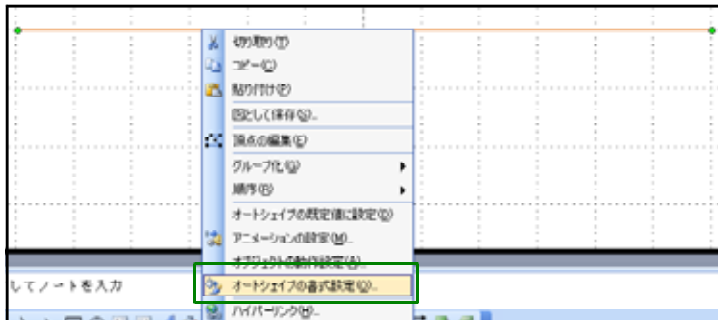 切り取り(T)
コピー(C)
貼り付け(P)
図として保存(S)...
頂点の編集(E)
グループ化(G)
順序(R)
オートシェイプの既定値に設定(D)
アニメーションの設定(M)...
オブジェクトの動作設定(A)...
してノートを入力
オートシェイプの書式設定(O)...
ハイパーリンク(H)...